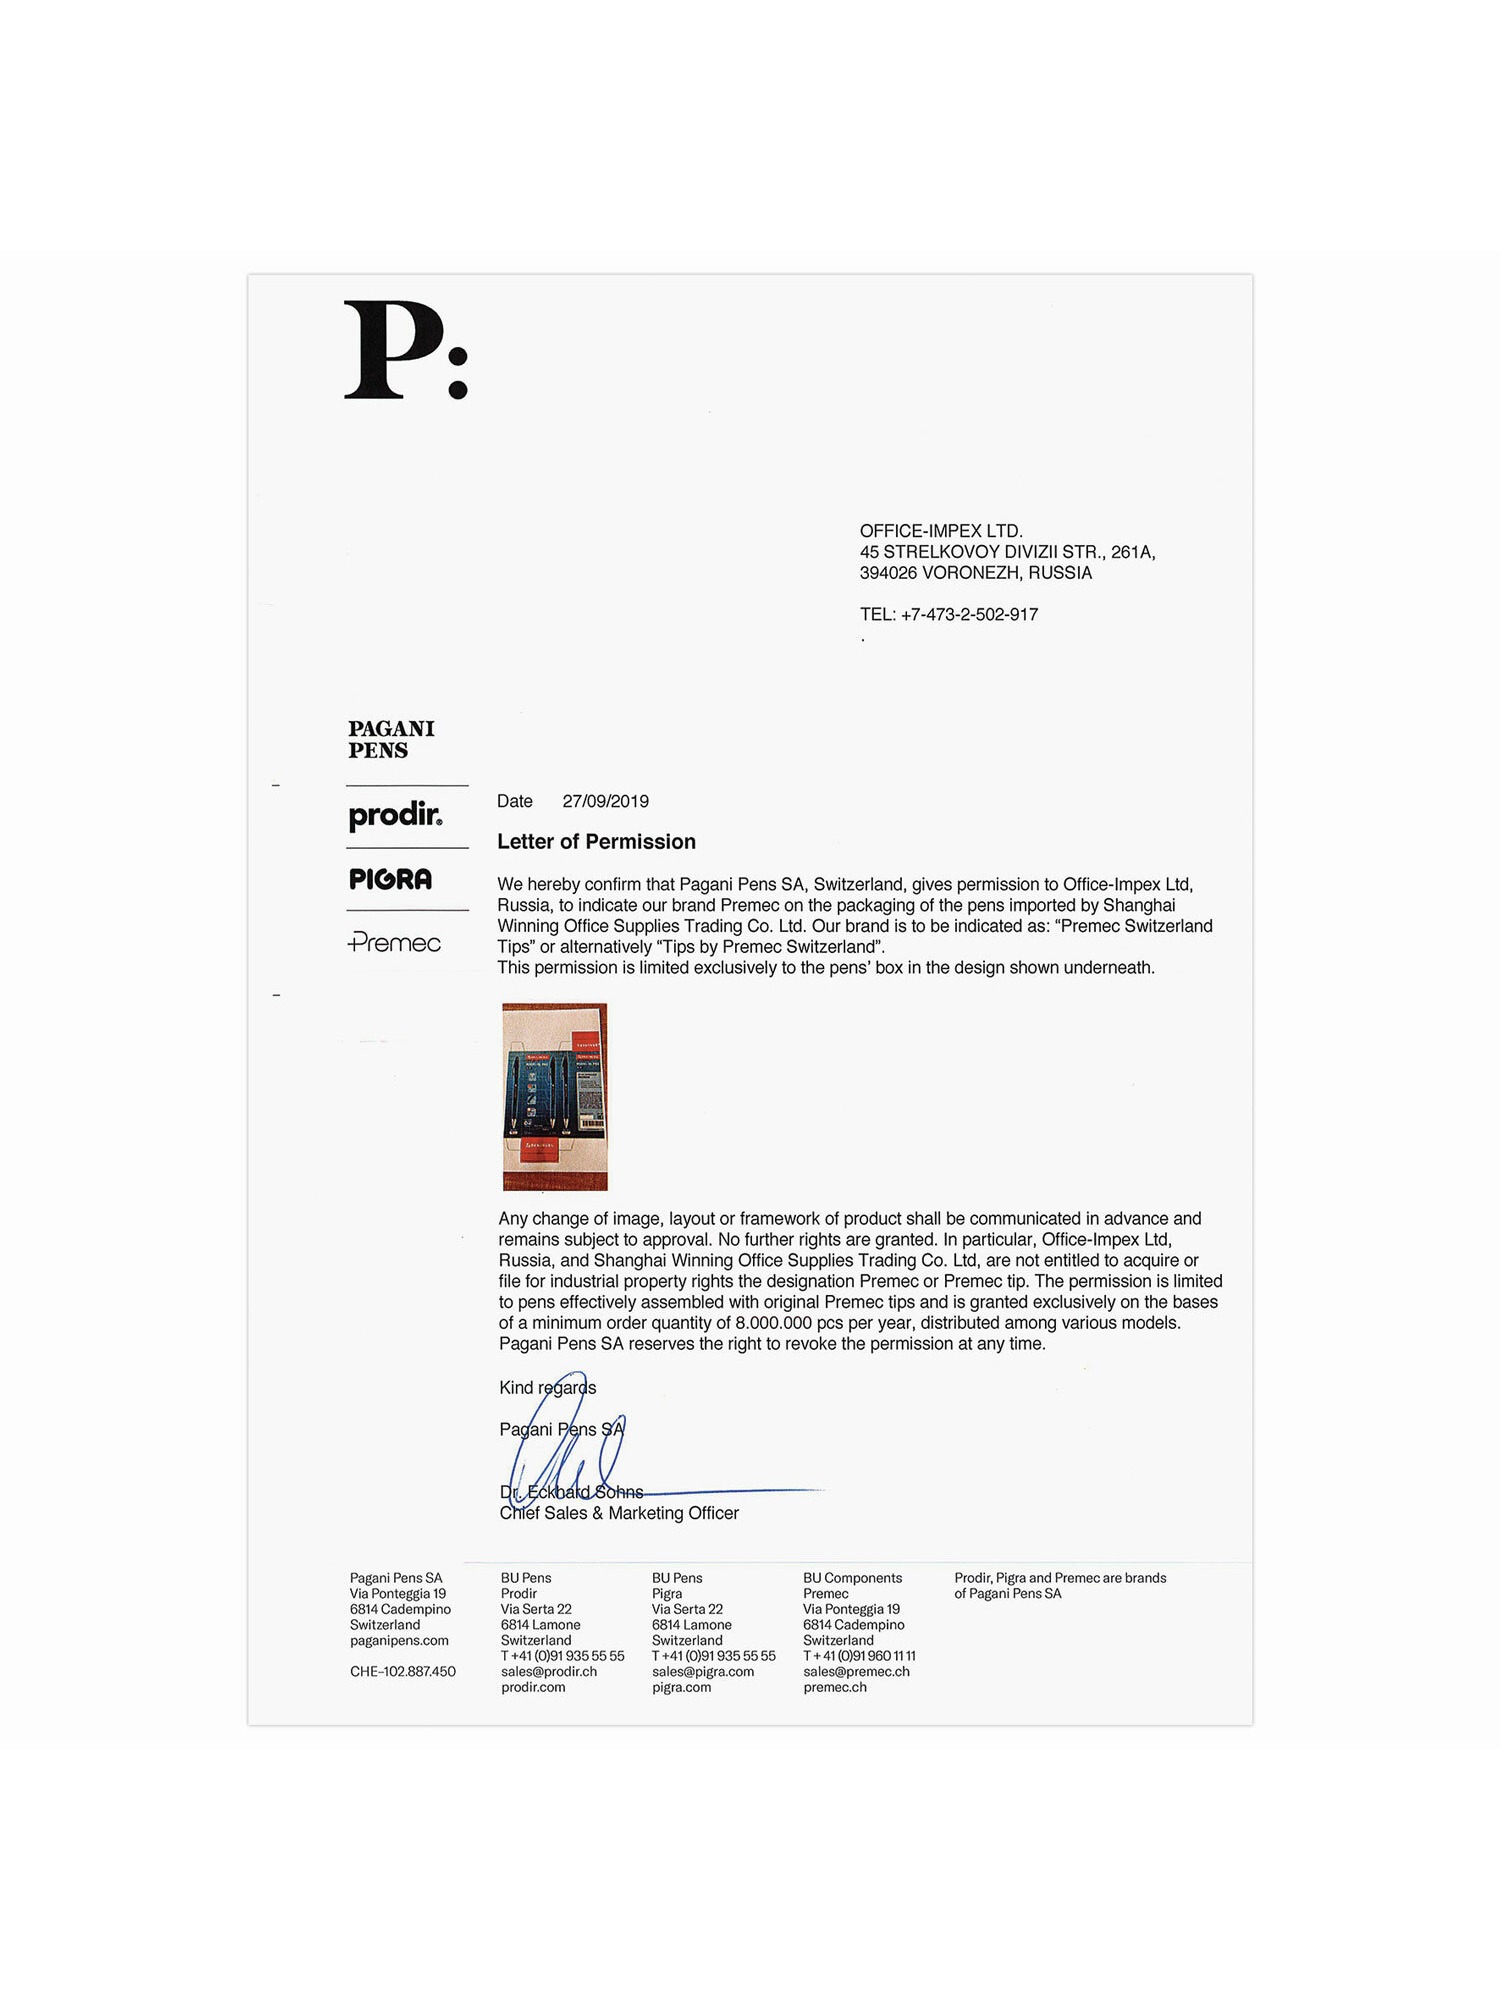 P:
OFFICE-IMPEX LTD.
45 STRELKOVOY DIVIZII STR., 261A,
394026 VORONEZH, RUSSIA
TEL: +7-473-2-502-917
.
PAGANI
PENS
prodir®
PIGRA
Premec
Date 27/09/2019
Letter of Permission
We hereby confirm that Pagani Pens SA, Switzerland, gives permission to Office-Impex Ltd,
Russia, to indicate our brand Premec on the packaging of the pens imported by Shanghai
Winning Office Supplies Trading Co. Ltd. Our brand is to be indicated as: “Premec Switzerland
Tips” or alternatively “Tips by Premec Switzerland”.
This permission is limited exclusively to the pens’ box in the design shown underneath.
Any change of image, layout or framework of product shall be communicated in advance and
remains subject to approval. No further rights are granted. In particular, Office-Impex Ltd,
Russia, and Shanghai Winning Office Supplies Trading Co. Ltd, are not entitled to acquire or
file for industrial property rights the designation Premec or Premec tip. The permission is limited
to pens effectively assembled with original Premec tips and is granted exclusively on the bases
of a minimum order quantity of 8.000.000 pcs per year, distributed among various models.
Pagani Pens SA reserves the right to revoke the permission at any time.
Kind regards
Pagani Pens SA
Dr. Eckhard Sohns
Chief Sales & Marketing Officer
Pagani Pens SA
Via Ponteggia 19
6814 Cadempino
Switzerland
paganipens.com
CHE-102.887.450
BU Pens
Prodir
Via Serta 22
6814 Lamone
Switzerland
T +41 (0)91 935 55 55
sales@prodir.ch
prodir.com
BU Pens
Pigra
Via Serta 22
6814 Lamone
Switzerland
T +41 (0)91 935 55 55
sales@pigra.com
pigra.com
BU Components
Premec
Via Ponteggia 19
6814 Cadempino
Switzerland
T + 41 (0)91 960 11 11
sales@premec.ch
premec.ch
Prodir, Pigra and Premec are brands
of Pagani Pens SA